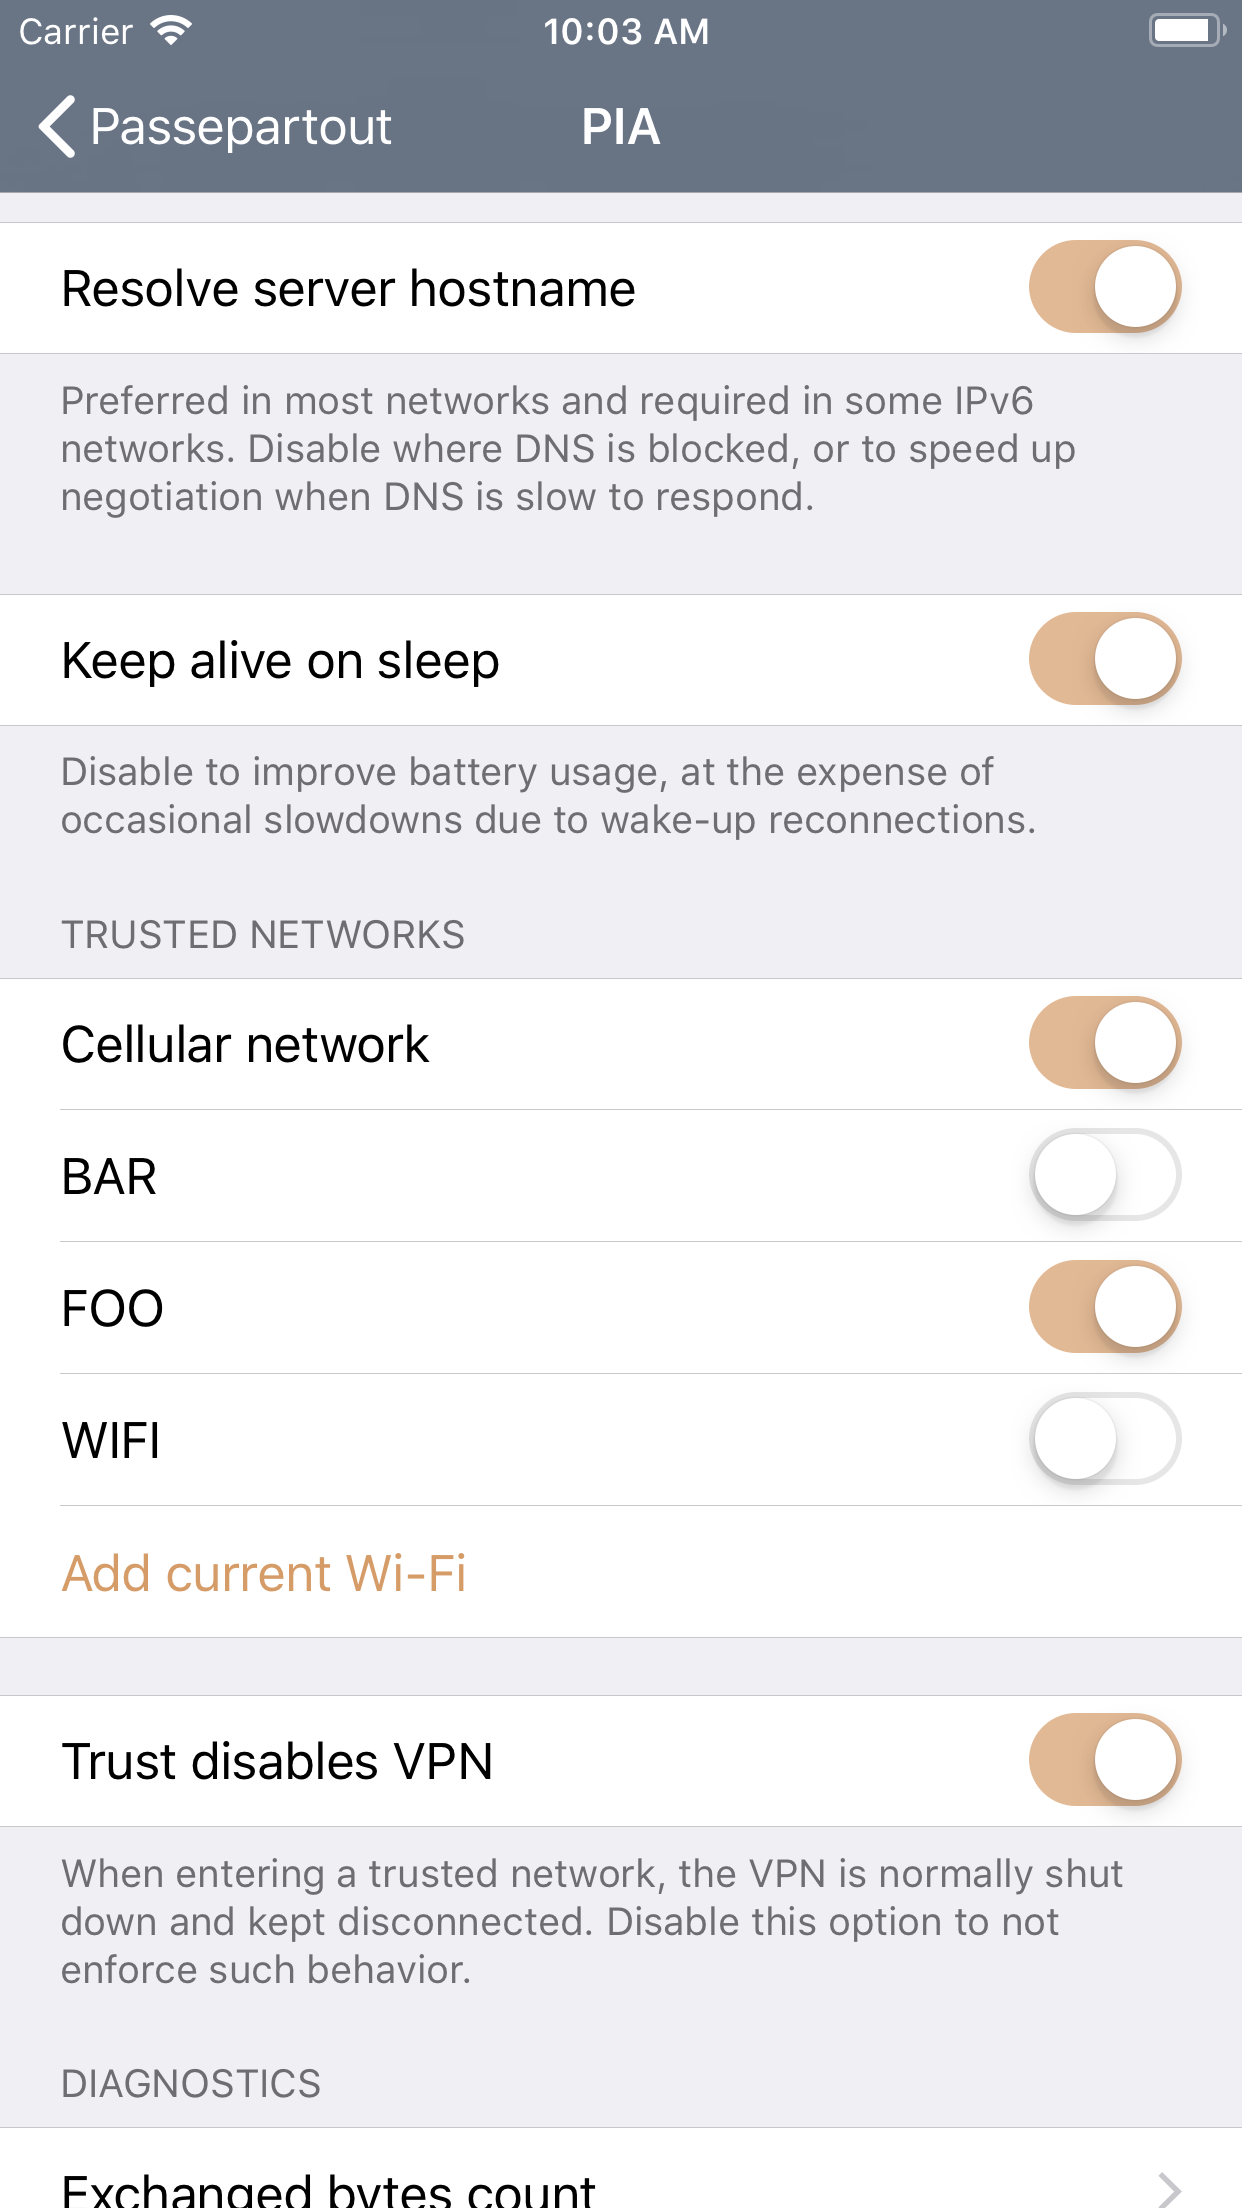 Carrier 10:03 AM
Passepartout PIA
Resolve server hostname
Preferred in most networks and required in some IPv6
networks. Disable where DNS is blocked, or to speed up
negotiation when DNS is slow to respond.
Keep alive on sleep
Disable to improve battery usage, at the expense of
occasional slowdowns due to wake-up reconnections.
TRUSTED NETWORKS
Cellular network
BAR
FOO
WIFI
Add current Wi-Fi
Trust disables VPN
When entering a trusted network, the VPN is normally shut
down and kept disconnected. Disable this option to not
enforce such behavior.
DIAGNOSTICS
Exchanged bytes count